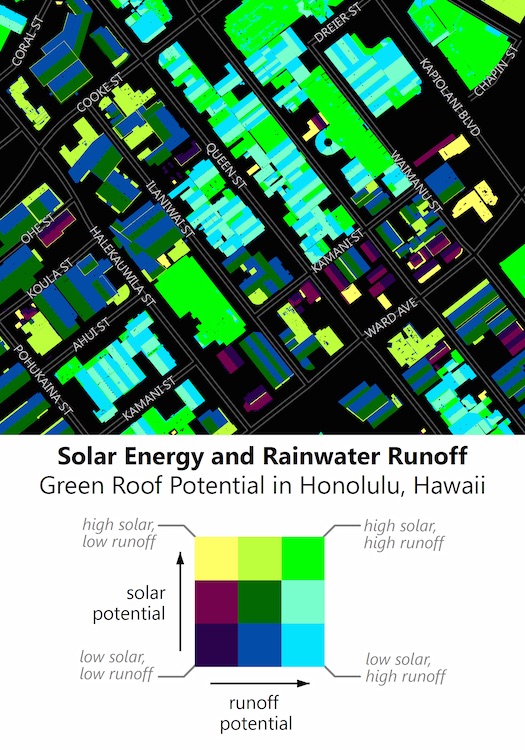 CORAL ST
DREIER ST
CHAPIN ST
COOKE ST
KAPIOLANI BLVD
QUEEN ST
WAIMANU ST
ILANIWAI ST
OHE ST
HALEKAUWILA ST
KAMANI ST
KOULA ST
WARD AVE
AHUI ST
POHUKAINA ST
KAMANI ST
Solar Energy and Rainwater Runoff
Green Roof Potential in Honolulu, Hawaii
high solar,
low runoff
high solar,
high runoff
solar
potential
low solar,
low runoff
low solar,
high runoff
runoff
potential